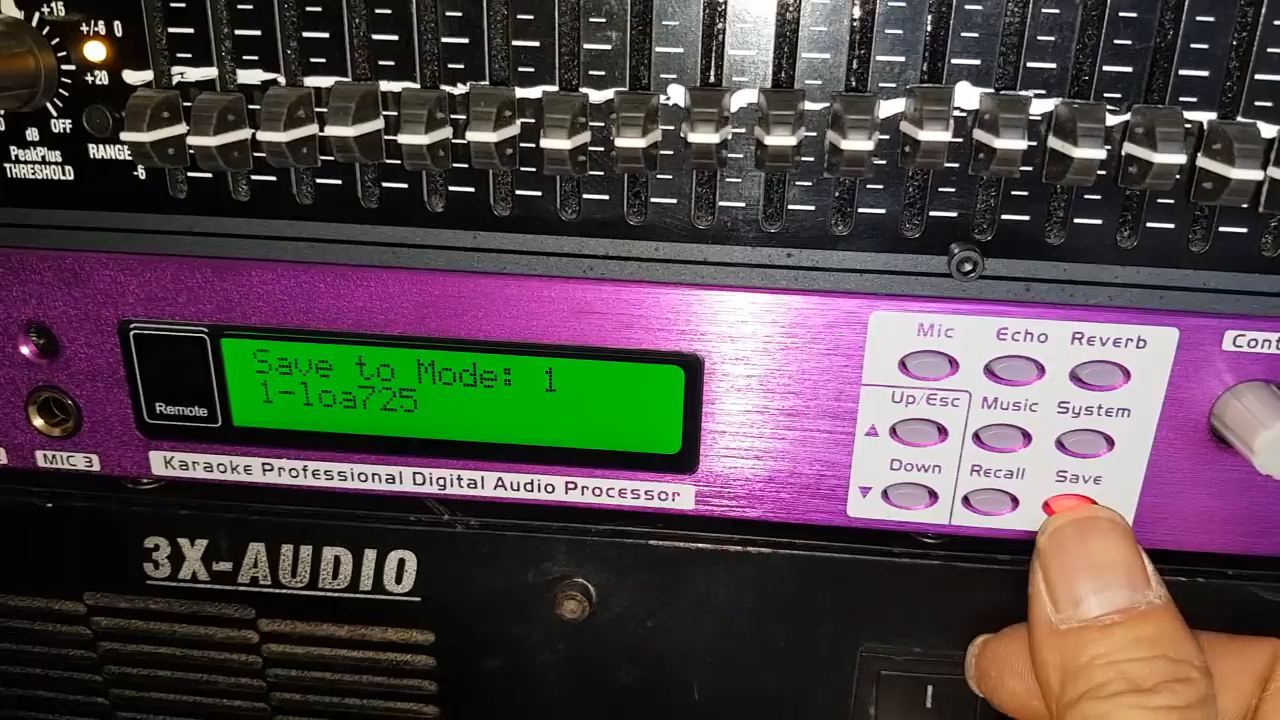 +15
+/-6 0
+20
OFF
dB
PeakPlus
THRESHOLD
RANGE
-6
Save to Mode: 1
1-loa725
Remote
MIC 3
Karaoke Professional Digital Audio Processor
Mic Echo Reverb
Up/Esc Music System
Down Recall Save
3X-AUDIO